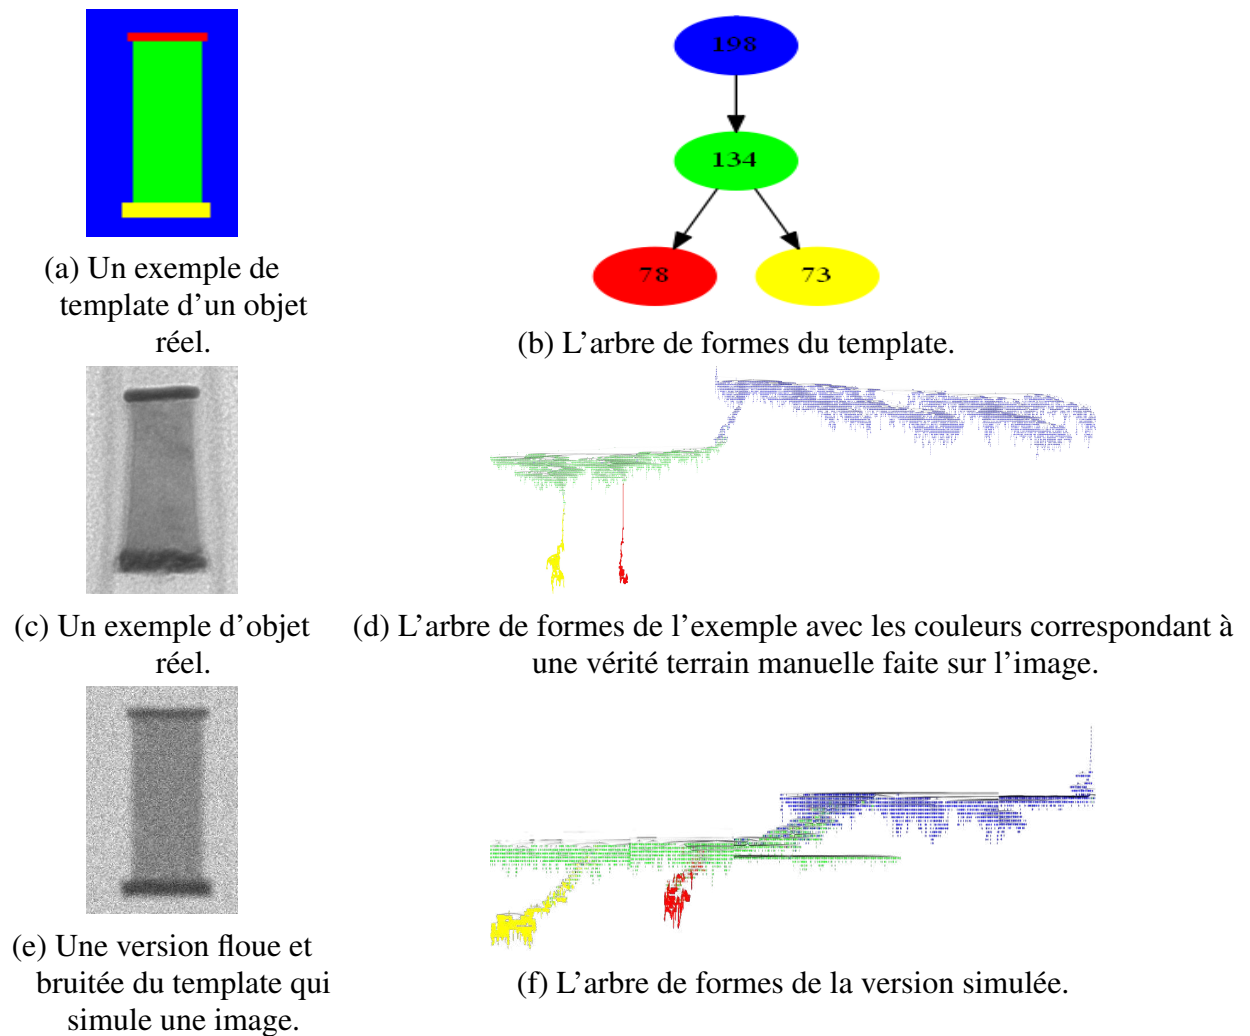 198
134
78 73
(a) Un exemple de
template d’un objet
réel.
(b) L’arbre de formes du template.
(c) Un exemple d’objet
réel.
(d) L’arbre de formes de l’exemple avec les couleurs correspondant à
une vérité terrain manuelle faite sur l’image.
(e) Une version floue et
bruitée du template qui
simule une image.
(f) L’arbre de formes de la version simulée.